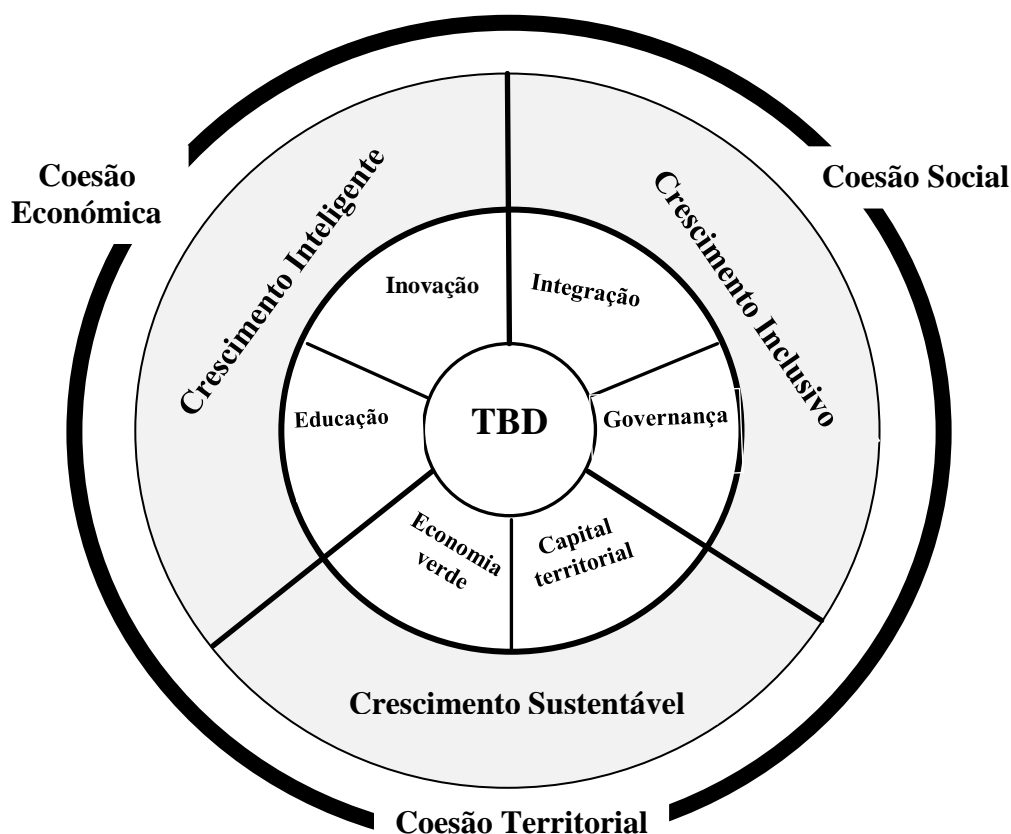 Coesão
Económica
Coesão Social
Crescimento Inteligente
Crescimento Inclusivo
Inovação
Integração
Educação
TBD
Governança
Economia
verde
Capital
territorial
Crescimento Sustentável
Coesão Territorial